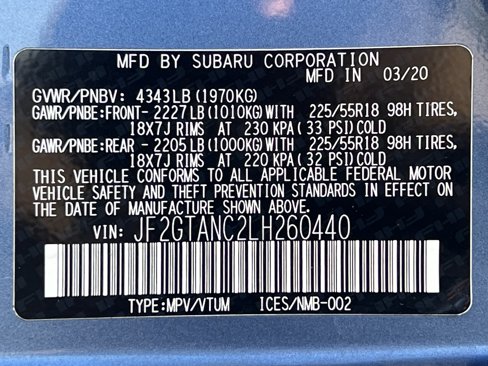 MFD BY SUBARU CORPORATION
MFD IN 03/20
GVWR/PNBV: 4343LB (1970KG)
GAWR/PNBE:FRONT- 2227 LB (1010KG) WITH 225/55R18 98H TIRES,
18X7J RIMS AT 230 KPA ( 33 PSI) COLD
GAWR/PNBE:REAR - 2205 LB (1000KG) WITH 225/55R18 98H TIRES,
18X7J RIMS AT 220 KPA ( 32 PSI) COLD
THIS VEHICLE CONFORMS TO ALL APPLICABLE FEDERAL MOTOR
VEHICLE SAFETY AND THEFT PREVENTION STANDARDS IN EFFECT
ON THE DATE OF MANUFACTURE SHOWN ABOVE.
VIN: JF2GTANC2LH260440
TYPE:MPV/VTUM ICES/NMB-002